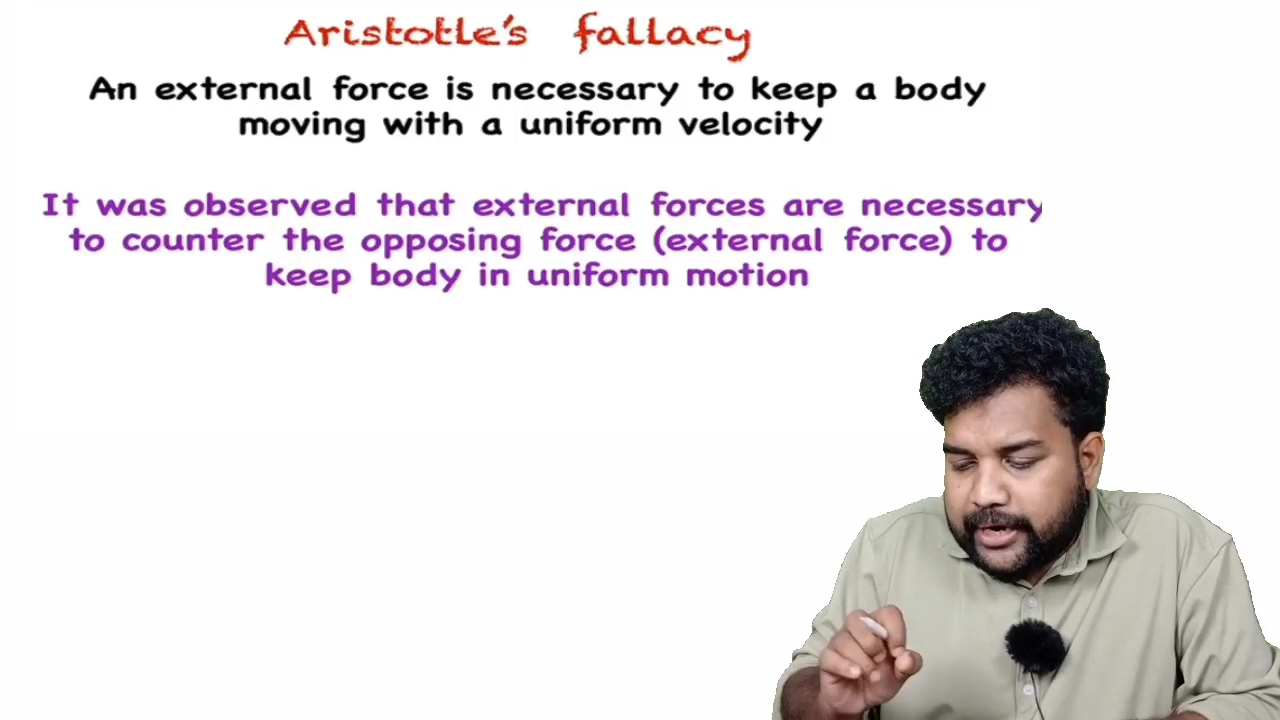 Aristotle's fallacy
An external force is necessary to keep a body
moving with a uniform velocity
It was observed that external forces are necessary
to counter the opposing force (external force) to
keep body in uniform motion